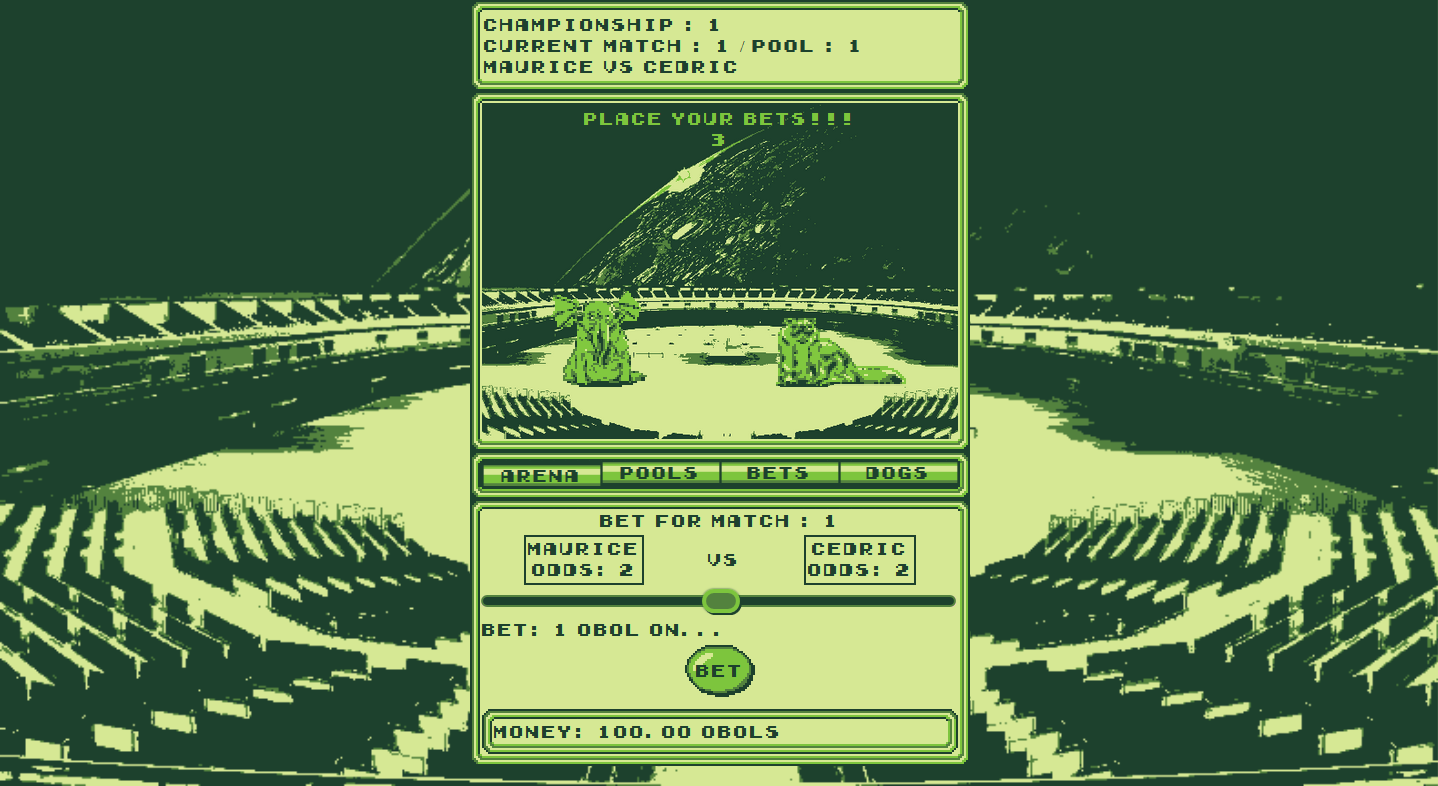 CHAMPIONSHIP : 1
CURRENT MATCH : 1 / POOL : 1
MAURICE VS CEDRIC
PLACE YOUR BETS!!!
3
ARENA POOLS BETS DOGS
BET FOR MATCH : 1
MAURICE
ODDS: 2
VS
CEDRIC
ODDS: 2
BET: 1 OBOL ON...
BET
MONEY: 100.00 OBOLS